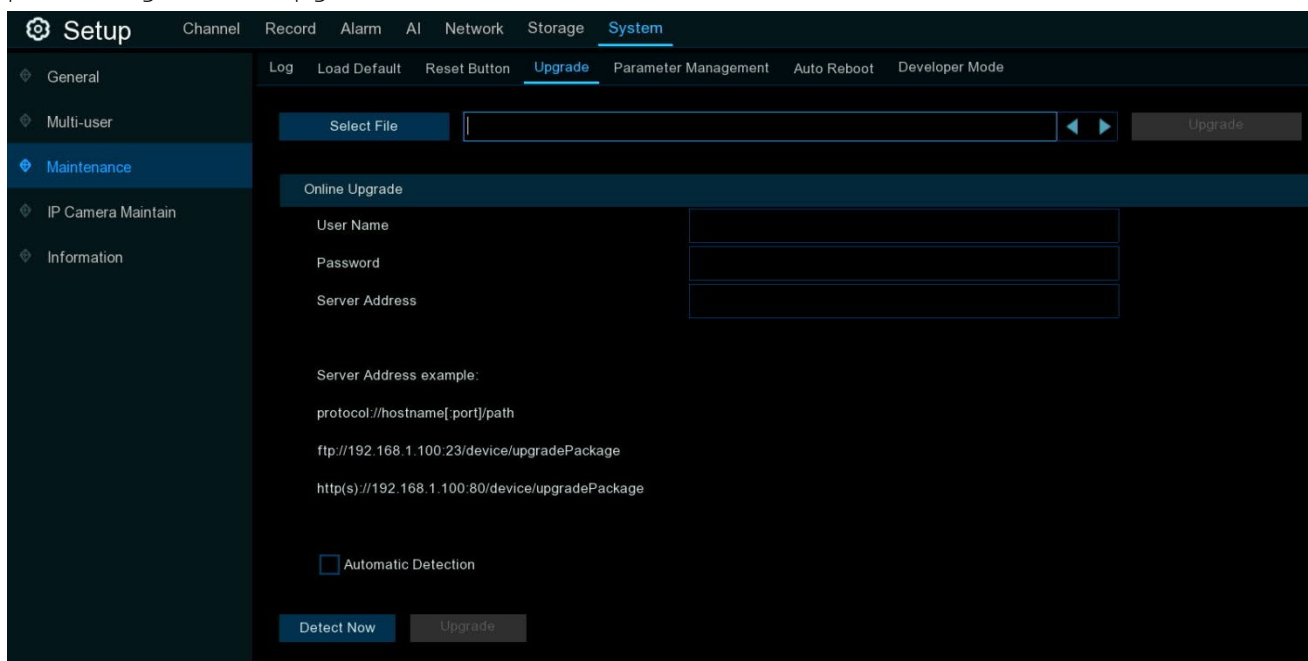 Setup Channel Record Alarm AI Network Storage System
General
Multi-user
Maintenance
IP Camera Maintain
Information
Log Load Default Reset Button Upgrade Parameter Management Auto Reboot Developer Mode
Select File Upgrade
Online Upgrade
User Name
Password
Server Address
Server Address example:
protocol://hostname[:port]/path
ftp://192.168.1.100:23/device/upgradePackage
http(s)://192.168.1.100:80/device/upgradePackage
Automatic Detection
Detect Now Upgrade